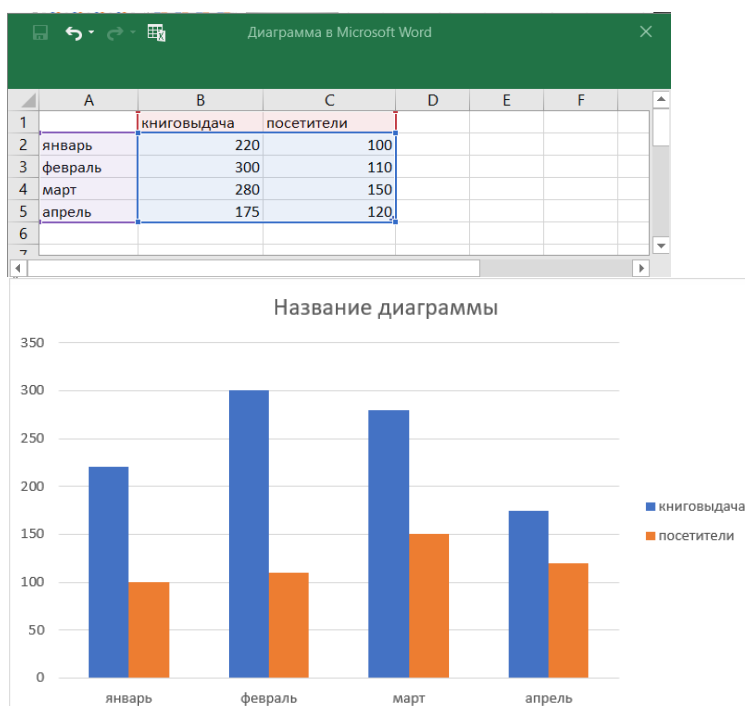 Диаграмма в Microsoft Word
A B C D E F
1 книговыдача посетители
2 январь 220 100
3 февраль 300 110
4 март 280 150
5 апрель 175 120
6
7
Название диаграммы
350
300
250
200
150
100
50
0
январь февраль март апрель
книговыдача
посетители